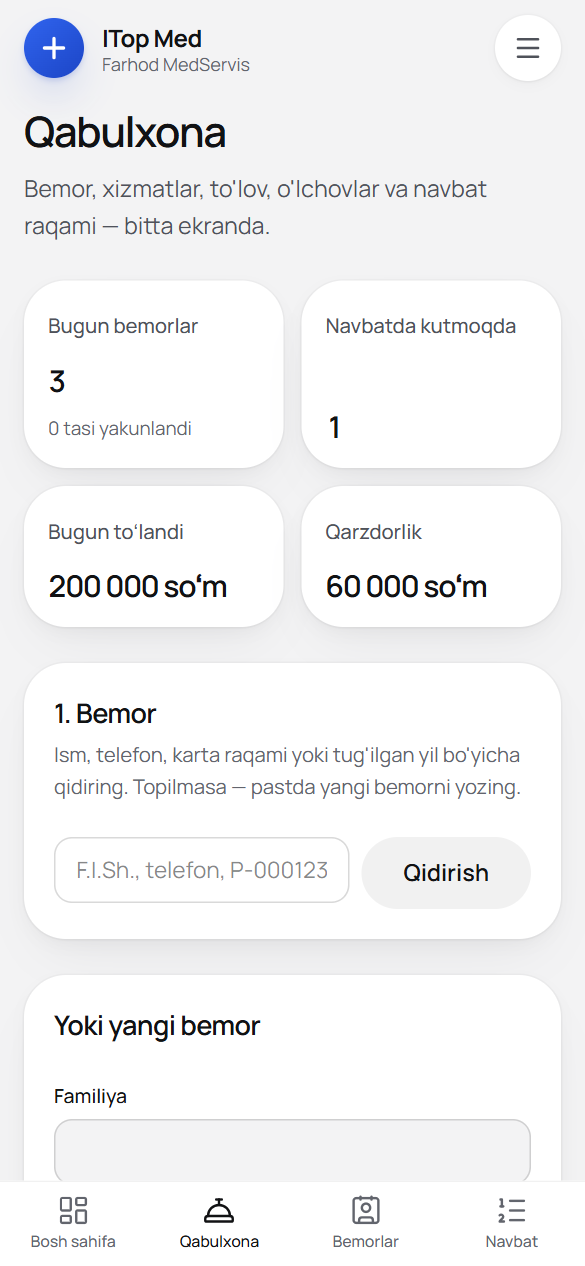 ITop Med
Farhod MedServis
Qabulxona
Bemor, xizmatlar, to'lov, o'lchovlar va navbat
raqami — bitta ekranda.
Bugun bemorlar
3
0 tasi yakunlandi
Navbatda kutmoqda
1
Bugun to‘landi
200 000 so‘m
Qarzdorlik
60 000 so‘m
1. Bemor
Ism, telefon, karta raqami yoki tug'ilgan yil bo'yicha
qidiring. Topilmasa — pastda yangi bemorni yozing.
F.I.Sh., telefon, P-000123
Qidirish
Yoki yangi bemor
Familiya
Bosh sahifa
Qabulxona
Bemorlar
Navbat